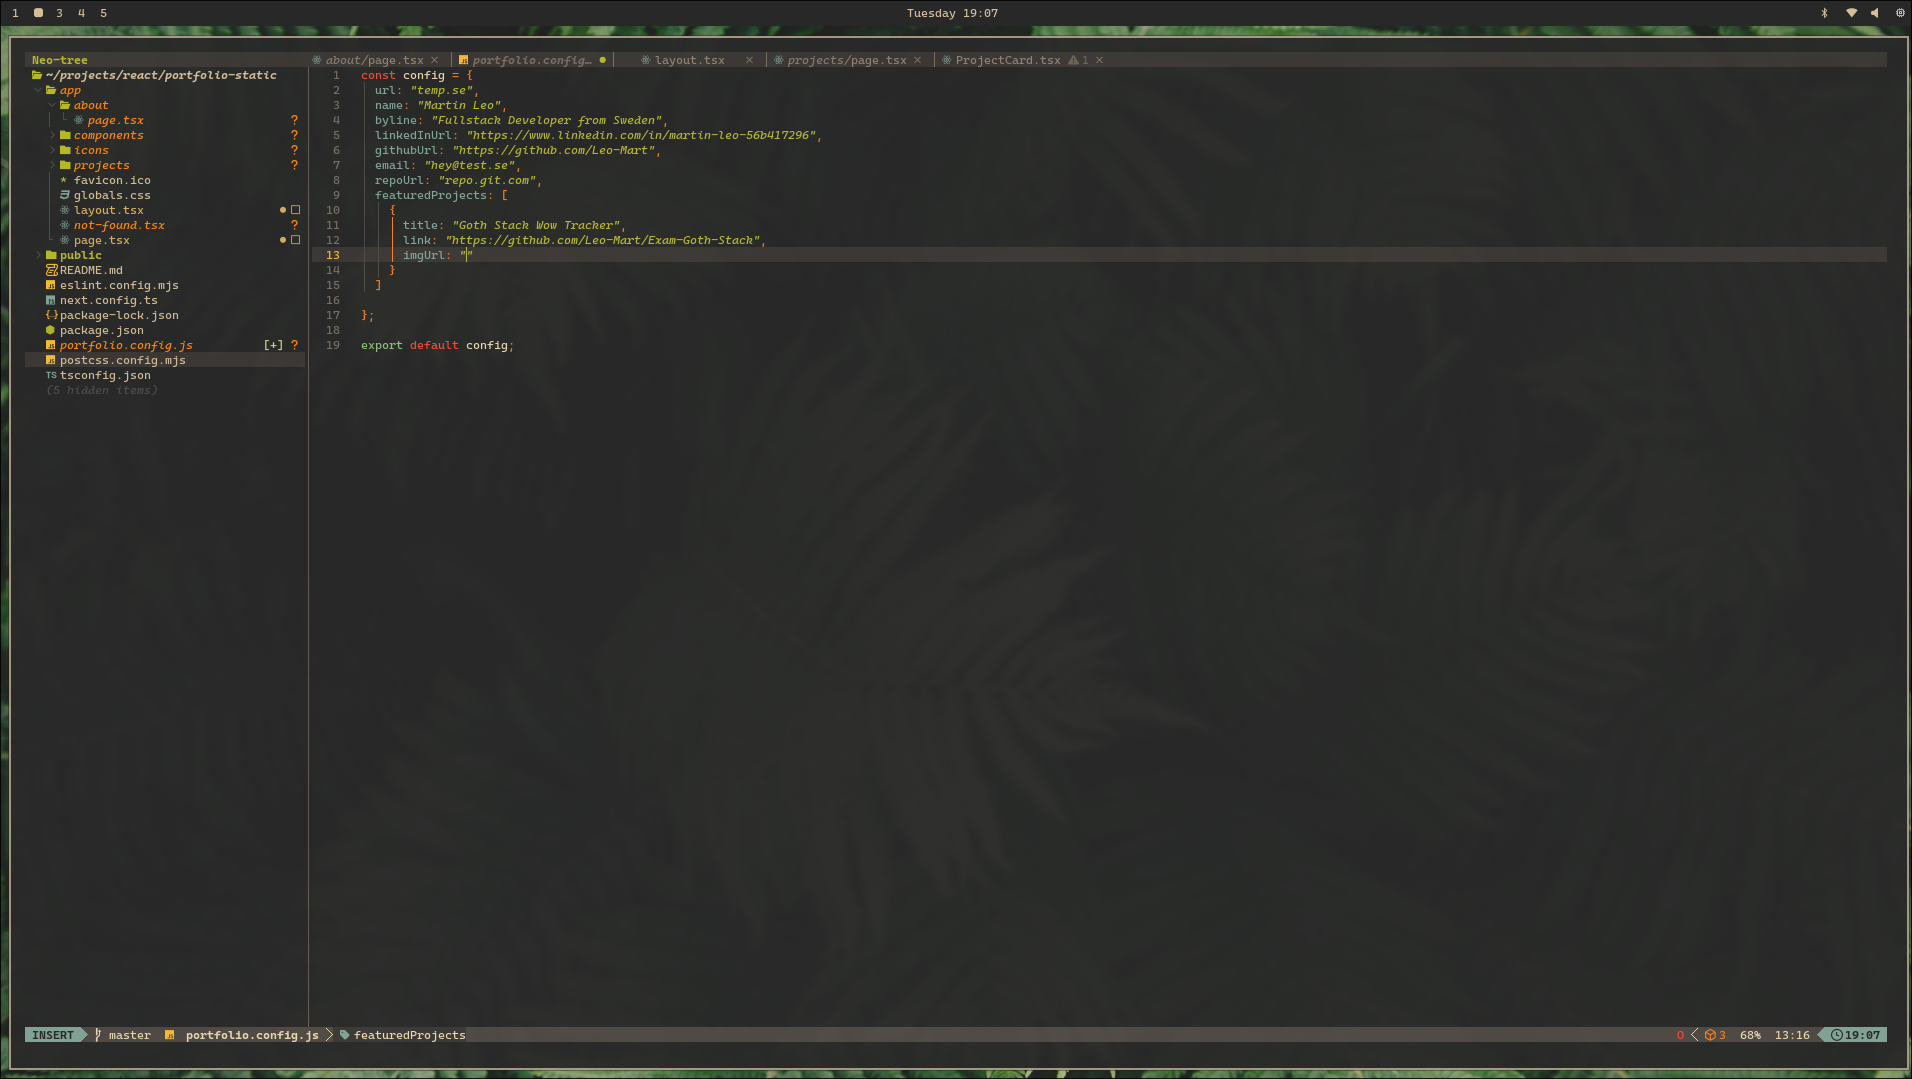 1 3 4 5 Tuesday 19:07
Neo-tree
about/page.tsx × portfolio.config… ● layout.tsx × projects/page.tsx × ProjectCard.tsx 1 ×
~/projects/react/portfolio-static
app
about
page.tsx ?
components ?
icons ?
projects ?
favicon.ico
globals.css
layout.tsx
not-found.tsx ?
page.tsx
public
README.md
eslint.config.mjs
next.config.ts
package-lock.json
package.json
portfolio.config.js [+] ?
postcss.config.mjs
TS tsconfig.json
(5 hidden items)
1 const config = {
2 url: "temp.se",
3 name: "Martin Leo",
4 byline: "Fullstack Developer from Sweden",
5 linkedInUrl: "https://www.linkedin.com/in/martin-leo-56b417296",
6 githubUrl: "https://github.com/Leo-Mart",
7 email: "hey@test.se",
8 repoUrl: "repo.git.com",
9 featuredProjects: [
10 {
11 title: "Goth Stack Wow Tracker",
12 link: "https://github.com/Leo-Mart/Exam-Goth-Stack",
13 imgUrl: ""
14 }
15 ]
16
17 };
18
19 export default config;
INSERT master portfolio.config.js featuredProjects 0 3 68% 13:16 19:07